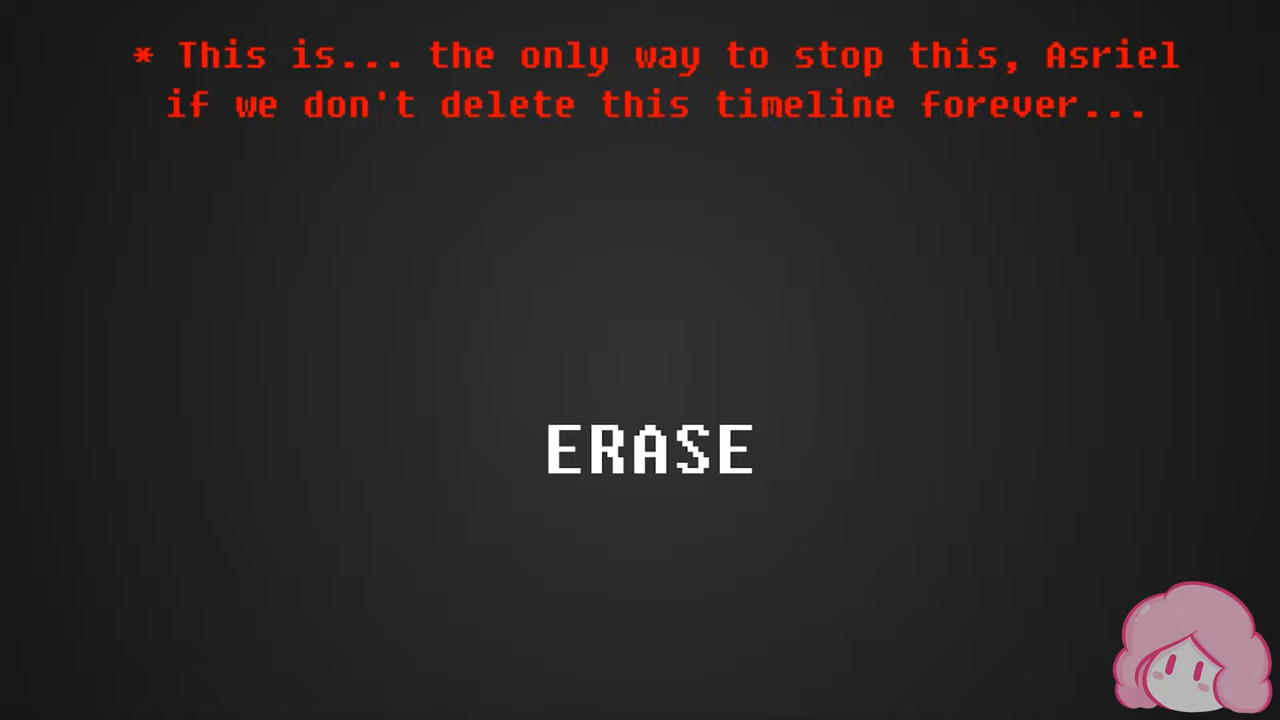 * This is... the only way to stop this, Asriel
if we don't delete this timeline forever...
ERASE